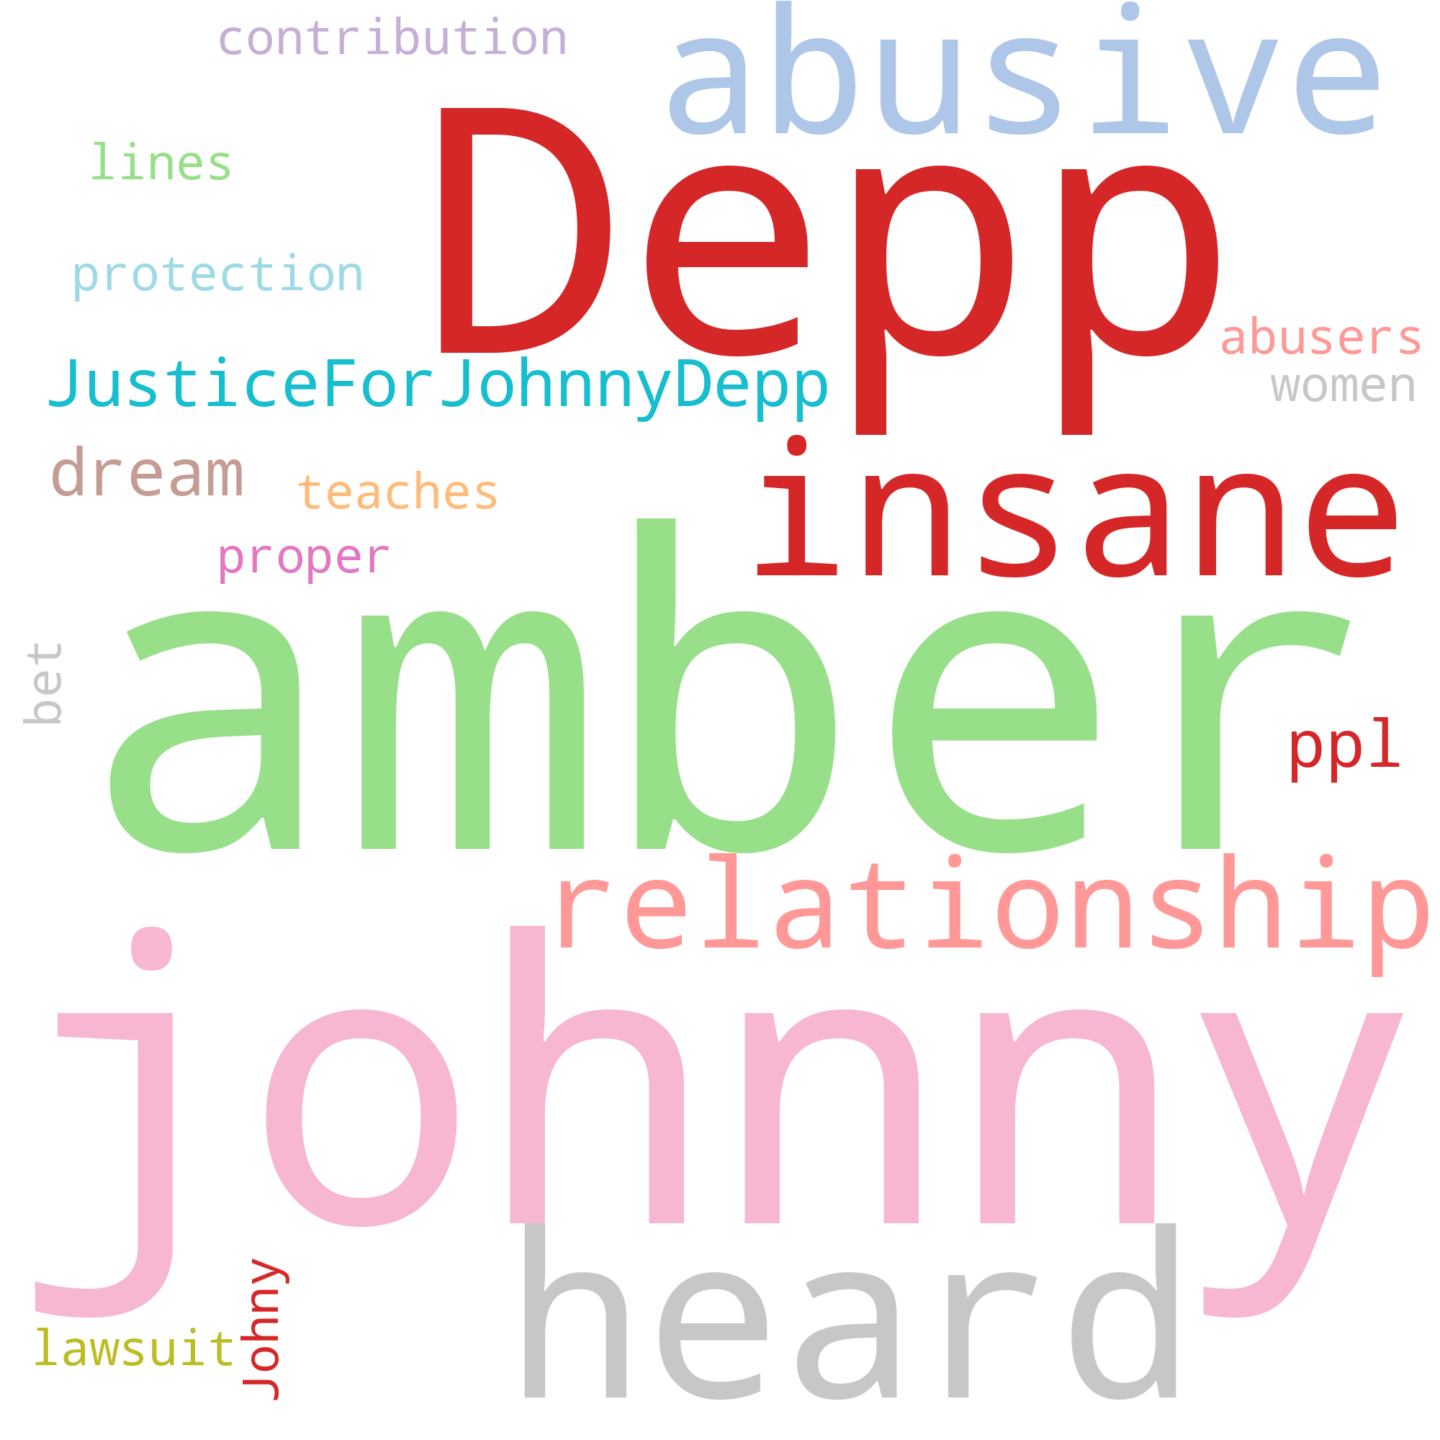 contribution
abusive
lines
Depp
protection
abusers
JusticeForJohnnyDepp
women
dream
teaches
insane
proper
amber
bet
ppl
relationship
johnny
heard
lawsuit
Johny